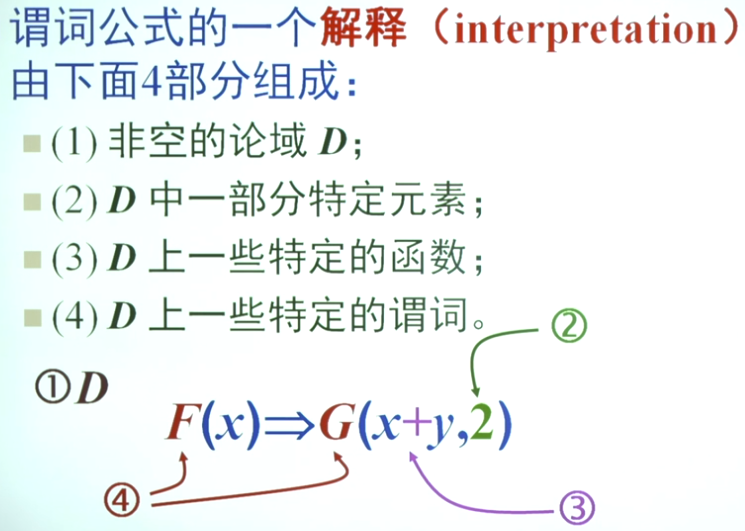 谓词公式的一个解释（interpretation）
由下面4部分组成：
(1) 非空的论域 D；
(2) D 中一部分特定元素；
(3) D 上一些特定的函数；
(4) D 上一些特定的谓词。
②
①D
F(x)⇒G(x+y,2)
④
③